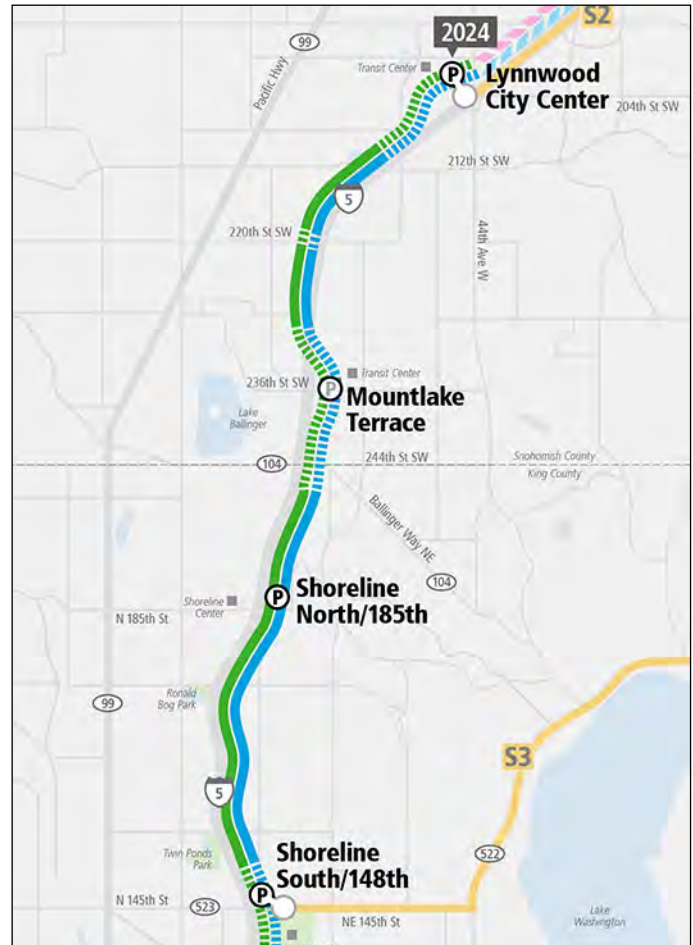 S2
2024
99
Transit Center
P
Lynnwood
City Center
Pacific Hwy
204th St SW
212th St SW
5
44th Ave W
220th St SW
Transit Center
236th St SW
P
Mountlake
Terrace
Lake
Ballinger
104
244th St SW
Snohomish County
King County
Ballinger Way NE
104
Shoreline
Center
P
Shoreline
North/185th
N 185th St
Ronald
Bog Park
99
S3
5
Twin Ponds
Park
Shoreline
South/148th
522
P
N 145th St
523
NE 145th St
Lake
Washington